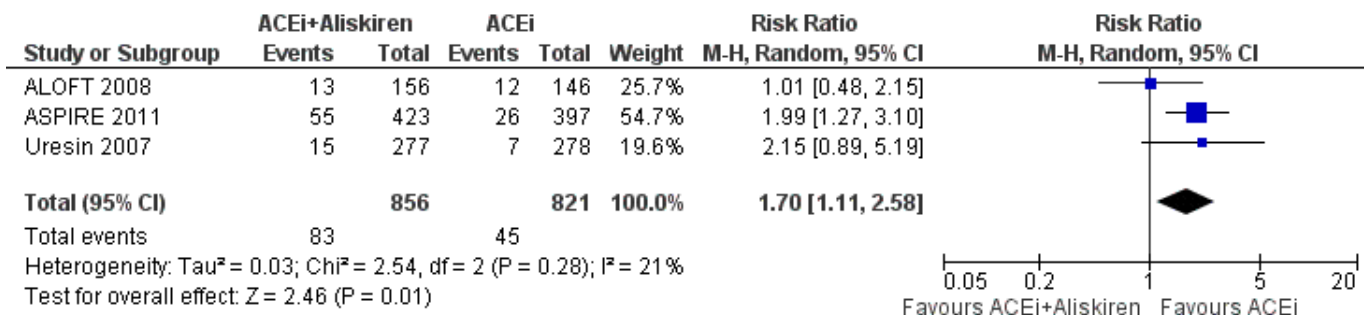 ACEi+Aliskiren ACEi Risk Ratio Risk Ratio
Study or Subgroup Events Total Events Total Weight M-H, Random, 95% CI M-H, Random, 95% CI
ALOFT 2008 13 156 12 146 25.7% 1.01 [0.48, 2.15]
ASPIRE 2011 55 423 26 397 54.7% 1.99 [1.27, 3.10]
Uresin 2007 15 277 7 278 19.6% 2.15 [0.89, 5.19]
Total (95% CI) 856 821 100.0% 1.70 [1.11, 2.58]
Total events 83 45
Heterogeneity: Tau² = 0.03; Chi² = 2.54, df = 2 (P = 0.28); I² = 21%
Test for overall effect: Z = 2.46 (P = 0.01)
0.05 0.2 1 5 20
Favours ACEi+Aliskiren Favours ACEi